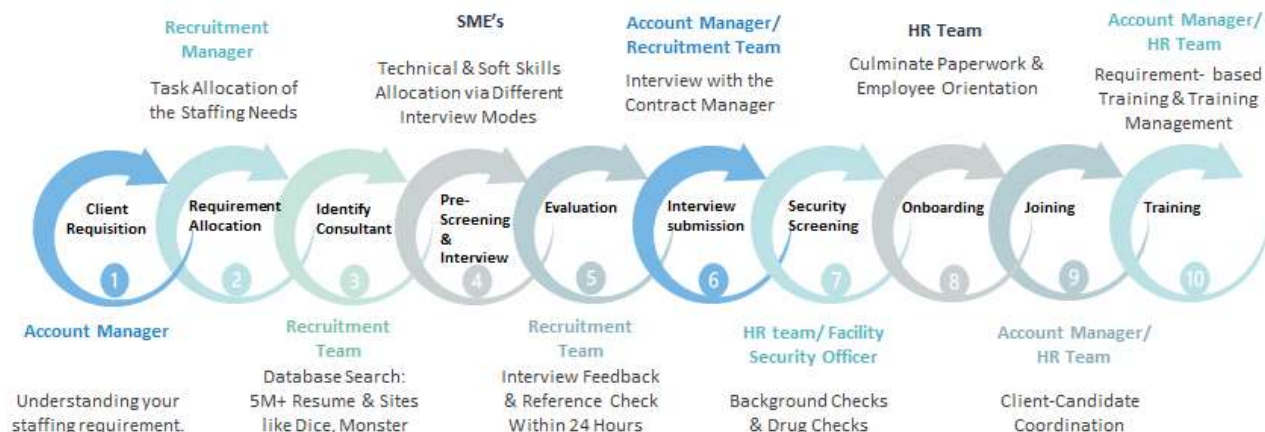 Recruitment
Manager
Task Allocation of
the Staffing Needs
SME's
Technical & Soft Skills
Allocation via Different
Interview Modes
Account Manager/
Recruitment Team
Interview with the
Contract Manager
HR Team
Culminate Paperwork &
Employee Orientation
Account Manager/
HR Team
Requirement- based
Training & Training
Management
Client
Requisition
1
Requirement
Allocation
2
Identify
Consultant
3
Pre-
Screening
&
Interview
4
Evaluation
5
Interview
submission
6
Security
Screening
7
Onboarding
8
Joining
9
Training
10
Account Manager
Understanding your
staffing requirement.
Recruitment
Team
Database Search:
5M+ Resume & Sites
like Dice, Monster
Recruitment
Team
Interview Feedback
& Reference Check
Within 24 Hours
HR team/ Facility
Security Officer
Background Checks
& Drug Checks
Account Manager/
HR Team
Client-Candidate
Coordination